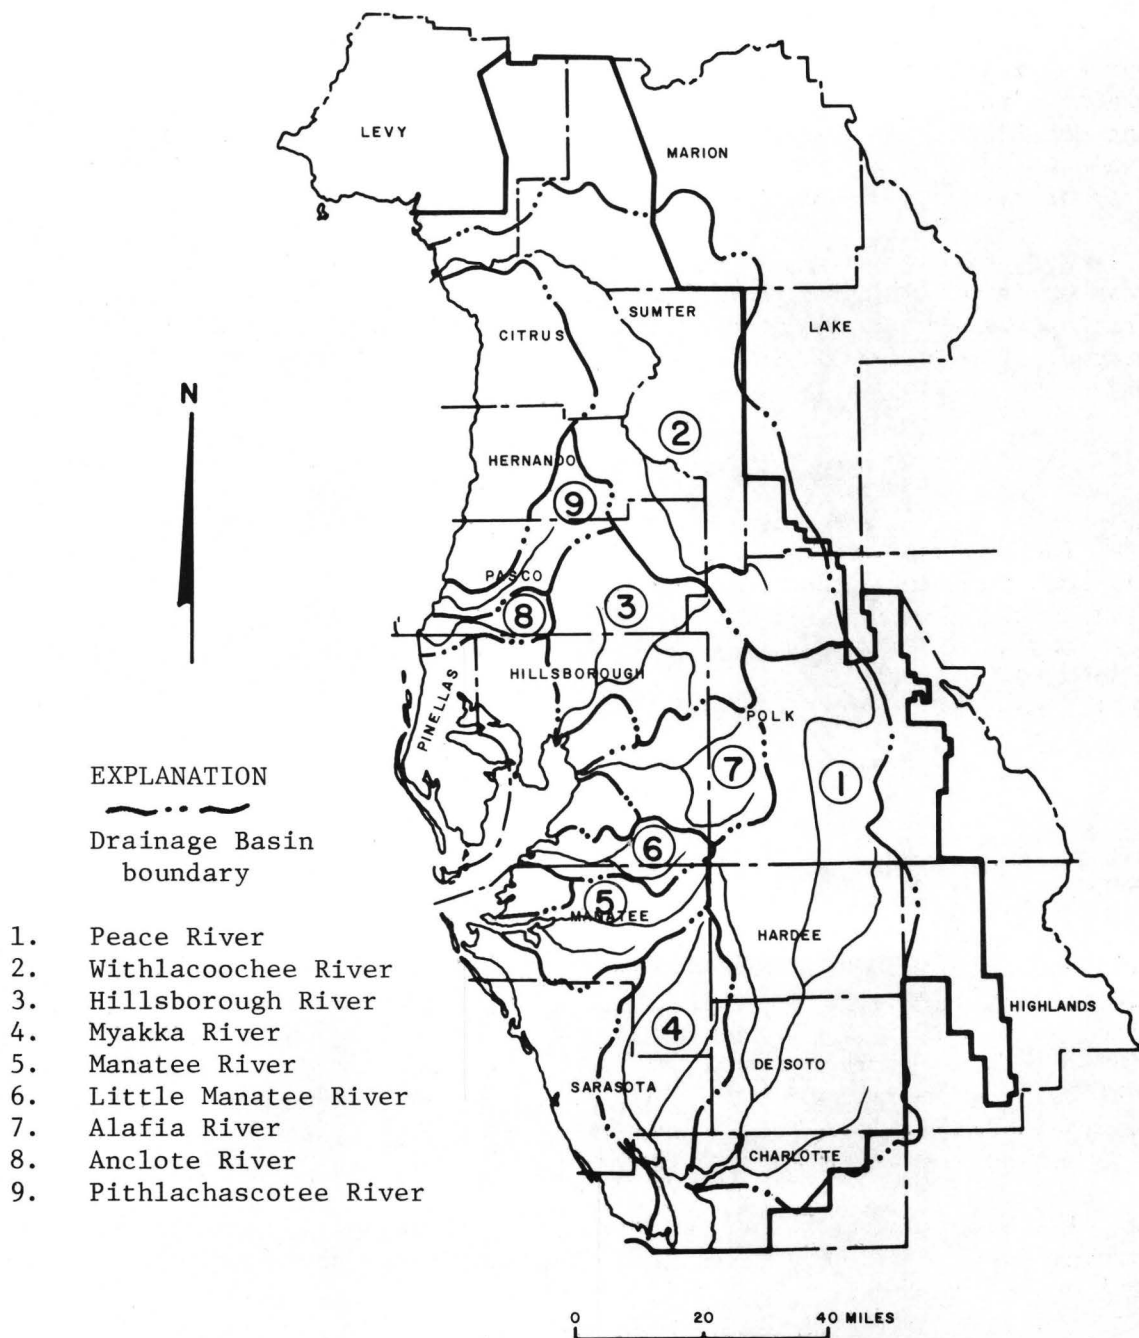 LEVY
MARION
SUMTER
LAKE
CITRUS
N
2
HERNANDO
9
PASCO
8
3
HILLSBOROUGH
PINELLAS
POLK
7
1
EXPLANATION
Drainage Basin
boundary
6
5
MANATEE
HARDEE
HIGHLANDS
4
DE SOTO
SARASOTA
CHARLOTTE
1. Peace River
2. Withlacoochee River
3. Hillsborough River
4. Myakka River
5. Manatee River
6. Little Manatee River
7. Alafia River
8. Anclote River
9. Pithlachascotee River
0 20 40 MILES